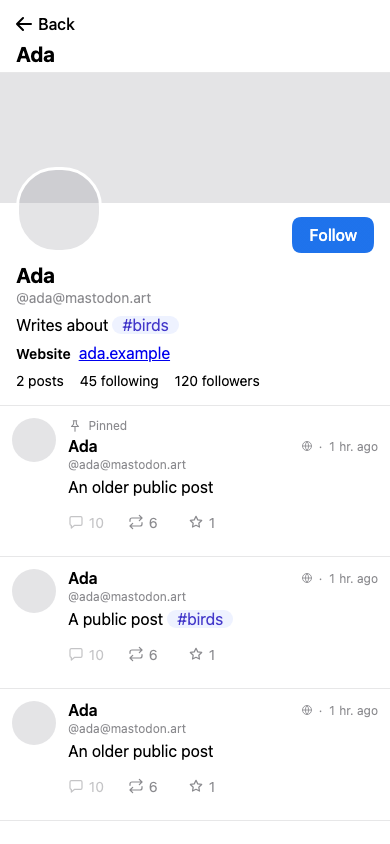 Back
Ada
Follow
Ada
@ada@mastodon.art
Writes about #birds
Website ada.example
2 posts 45 following 120 followers
Pinned
Ada · 1 hr. ago
@ada@mastodon.art
An older public post
10 6 1
Ada · 1 hr. ago
@ada@mastodon.art
A public post #birds
10 6 1
Ada · 1 hr. ago
@ada@mastodon.art
An older public post
10 6 1